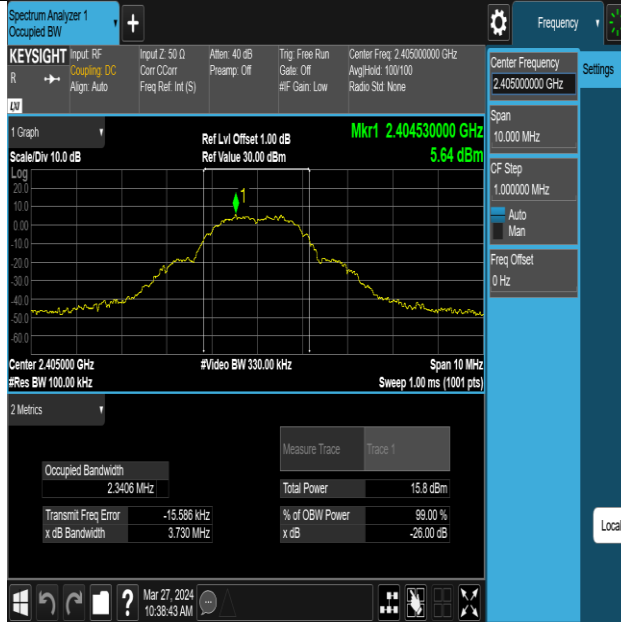 Spectrum Analyzer 1
Occupied BW
Frequency
KEYSIGHT
R
LXI
Input: RF
Coupling: DC
Align: Auto
Input Z: 50 Ω
Corr CCorr
Freq Ref: Int (S)
Atten: 40 dB
Preamp: Off
Trig: Free Run
Gate: Off
#IF Gain: Low
Center Freq: 2.405000000 GHz
Avg|Hold: 100/100
Radio Std: None
Center Frequency
2.405000000 GHz
Settings
Span
10.000 MHz
CF Step
1.000000 MHz
Auto
Man
Freq Offset
0 Hz
1 Graph
Scale/Div 10.0 dB
Ref Lvl Offset 1.00 dB
Ref Value 30.00 dBm
Mkr1 2.404530000 GHz
5.64 dBm
Log
20.0
10.0
0.00
-10.0
-20.0
-30.0
-40.0
-50.0
-60.0
1
Center 2.405000 GHz
#Res BW 100.00 kHz
#Video BW 330.00 kHz
Span 10 MHz
Sweep 1.00 ms (1001 pts)
2 Metrics
Measure Trace
Trace 1
Occupied Bandwidth
2.3406 MHz
Total Power
15.8 dBm
Transmit Freq Error
-15.586 kHz
% of OBW Power
99.00 %
x dB Bandwidth
3.730 MHz
x dB
-26.00 dB
Local
?
Mar 27, 2024
10:38:43 AM